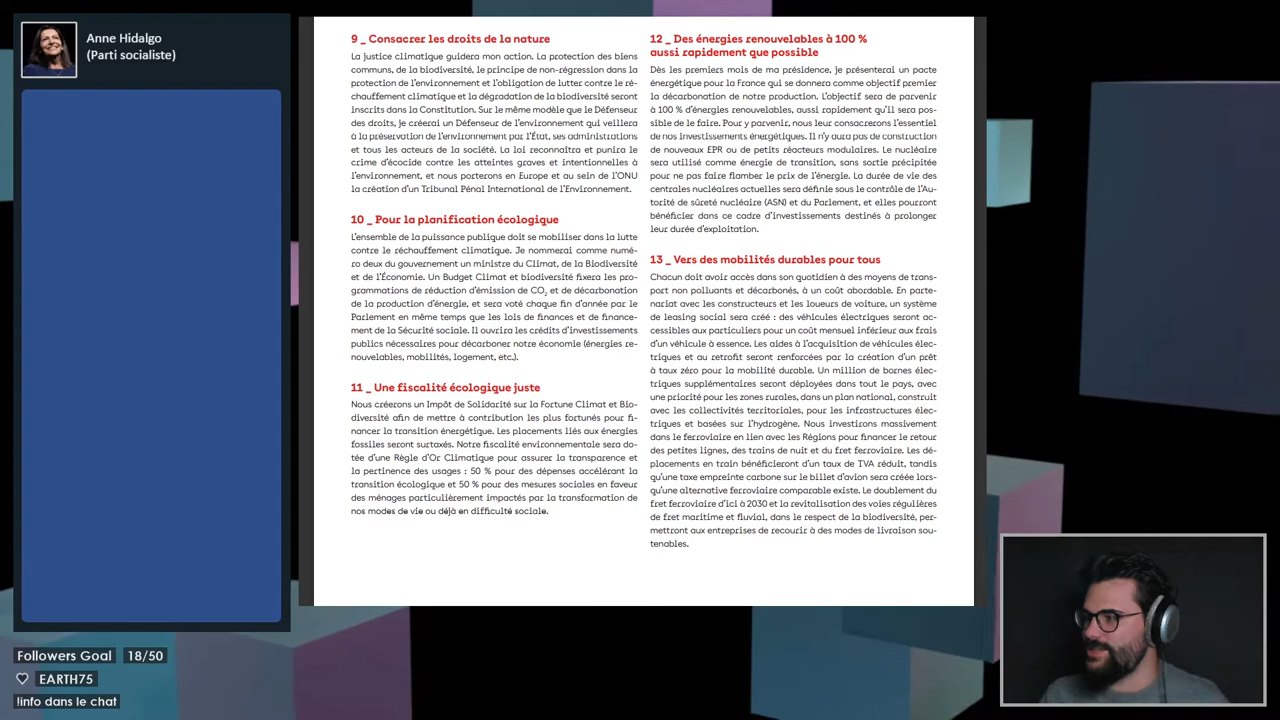 Anne Hidalgo
(Parti socialiste)
9 _ Consacrer les droits de la nature
La justice climatique guidera mon action. La protection des biens
communs, de la biodiversité, le principe de non-régression dans la
protection de l'environnement et l'obligation de lutter contre le ré-
chauffement climatique et la dégradation de la biodiversité seront
inscrits dans la Constitution. Sur le même modèle que le Défenseur
des droits, je créerai un Défenseur de l'environnement qui veillera
à la préservation de l'environnement par l'État, ses administrations
et tous les acteurs de la société. La loi reconnaîtra et punira le
crime d'écocide contre les atteintes graves et intentionnelles à
l'environnement, et nous porterons en Europe et au sein de l'ONU
la création d'un Tribunal Pénal International de l'Environnement.
10 _ Pour la planification écologique
L'ensemble de la puissance publique doit se mobiliser dans la lutte
contre le réchauffement climatique. Je nommerai comme numé-
ro deux du gouvernement un ministre du Climat, de la Biodiversité
et de l'Économie. Un Budget Climat et biodiversité fixera les pro-
grammations de réduction d'émission de CO₂ et de décarbonation
de la production d'énergie, et sera voté chaque fin d'année par le
Parlement en même temps que les lois de finances et de finance-
ment de la Sécurité sociale. Il ouvrira les crédits d'investissements
publics nécessaires pour décarboner notre économie (énergies re-
nouvelables, mobilités, logement, etc.).
11 _ Une fiscalité écologique juste
Nous créerons un Impôt de Solidarité sur la Fortune Climat et Bio-
diversité afin de mettre à contribution les plus fortunés pour fi-
nancer la transition énergétique. Les placements liés aux énergies
fossiles seront surtaxés. Notre fiscalité environnementale sera do-
tée d'une Règle d'Or Climatique pour assurer la transparence et
la pertinence des usages : 50 % pour des dépenses accélérant la
transition écologique et 50 % pour des mesures sociales en faveur
des ménages particulièrement impactés par la transformation de
nos modes de vie ou déjà en difficulté sociale.
12 _ Des énergies renouvelables à 100 %
aussi rapidement que possible
Dès les premiers mois de ma présidence, je présenterai un pacte
énergétique pour la France qui se donnera comme objectif premier
la décarbonation de notre production. L'objectif sera de parvenir
à 100 % d'énergies renouvelables, aussi rapidement qu'il sera pos-
sible de le faire. Pour y parvenir, nous leur consacrerons l'essentiel
de nos investissements énergétiques. Il n'y aura pas de construction
de nouveaux EPR ou de petits réacteurs modulaires. Le nucléaire
sera utilisé comme énergie de transition, sans sortie précipitée
pour ne pas faire flamber le prix de l'énergie. La durée de vie des
centrales nucléaires actuelles sera définie sous le contrôle de l'Au-
torité de sûreté nucléaire (ASN) et du Parlement, et elles pourront
bénéficier dans ce cadre d'investissements destinés à prolonger
leur durée d'exploitation.
13 _ Vers des mobilités durables pour tous
Chacun doit avoir accès dans son quotidien à des moyens de trans-
port non polluants et décarbonés, à un coût abordable. En parte-
nariat avec les constructeurs et les loueurs de voiture, un système
de leasing social sera créé : des véhicules électriques seront ac-
cessibles aux particuliers pour un coût mensuel inférieur aux frais
d'un véhicule à essence. Les aides à l'acquisition de véhicules élec-
triques et au retrofit seront renforcées par la création d'un prêt
à taux zéro pour la mobilité durable. Un million de bornes élec-
triques supplémentaires seront déployées dans tout le pays, avec
une priorité pour les zones rurales, dans un plan national, construit
avec les collectivités territoriales, pour les infrastructures élec-
triques et basées sur l'hydrogène. Nous investirons massivement
dans le ferroviaire en lien avec les Régions pour financer le retour
des petites lignes, des trains de nuit et du fret ferroviaire. Les dé-
placements en train bénéficieront d'un taux de TVA réduit, tandis
qu'une taxe empreinte carbone sur le billet d'avion sera créée lors-
qu'une alternative ferroviaire comparable existe. Le doublement du
fret ferroviaire d'ici à 2030 et la revitalisation des voies régulières
de fret maritime et fluvial, dans le respect de la biodiversité, per-
mettront aux entreprises de recourir à des modes de livraison sou-
tenables.
Followers Goal 18/50
EARTH75
!info dans le chat